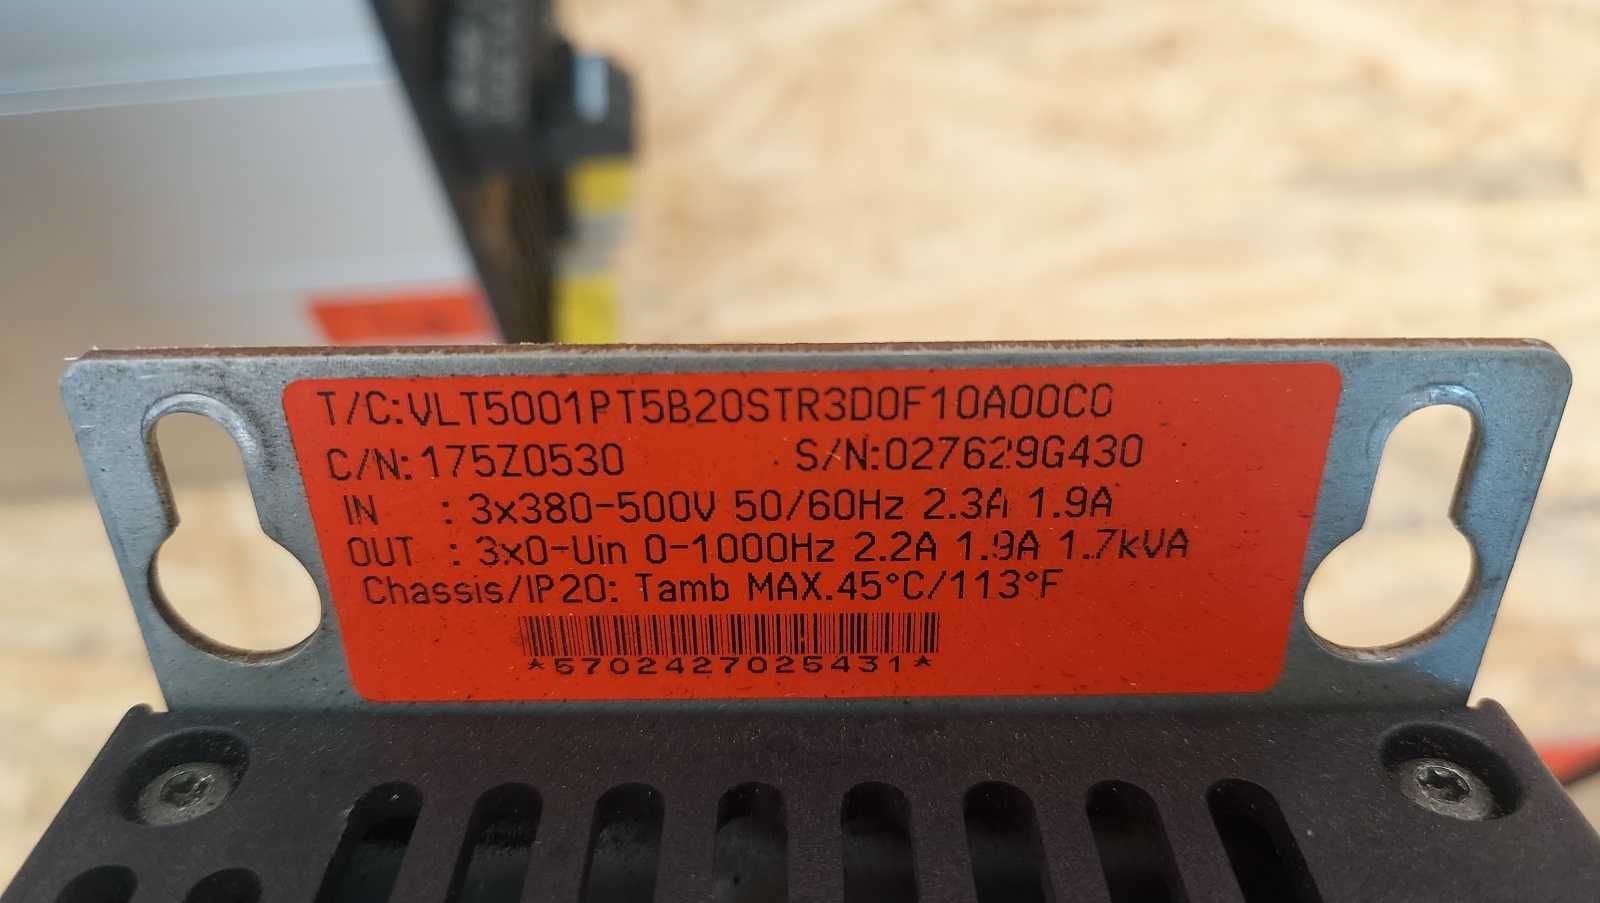 T/C:VLT5001PT5B20STR3D0F10A00C0
C/N:175Z0530 S/N:027629G430
IN : 3x380-500V 50/60Hz 2.3A 1.9A
OUT : 3x0-Uin 0-1000Hz 2.2A 1.9A 1.7kVA
Chassis/IP20: Tamb MAX.45°C/113°F
*5702427025431*